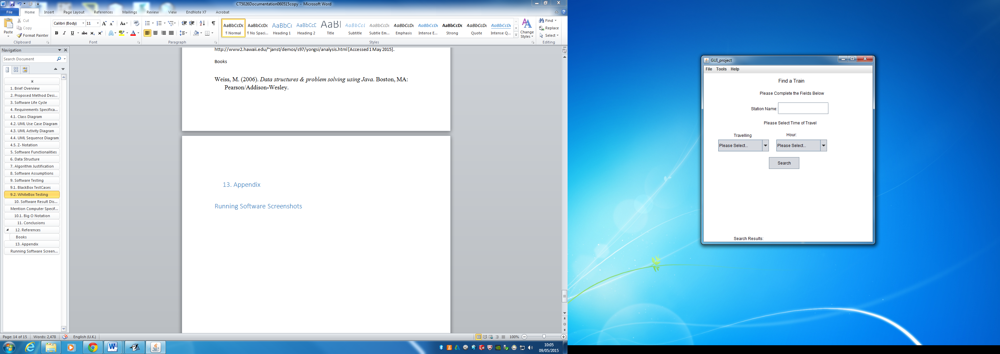 CT5026Documentation060515copy - Microsoft Word
File Home Insert Page Layout References Mailings Review View EndNote X7 Acrobat
Paste
Cut
Copy
Format Painter
Clipboard
Calibri (Body) 11
Font
Paragraph
AaBbCcDc AaBbCcDc AaBbCc AaBbCcD AaBl AaBbCcL AaBbCcDc AaBbCcDc AaBbCcDc AaBbCcDc AaBbCcDc AaBbCcDc
¶ Normal ¶ No Spaci... Heading 1 Heading 2 Title Subtitle Subtle Em... Emphasis Intense E... Strong Quote Intense Q...
Styles
Change
Styles
Find
Replace
Select
Editing
Navigation
Search Document
1. Brief Overview
2. Proposed Method Desi...
3. Software Life Cycle
4. Requirements Specifica...
4.1. Class Diagram
4.2. UML Use Case Diagram
4.3. UML Activity Diagram
4.4. UML Sequence Diagram
4.5. Z- Notation
5. Software Functionalities
6. Data Structure
7. Algorithm Justification
8. Software Assumptions
9. Software Testing
9.1. BlackBox TestCases
9.2. WhiteBox Testing
10. Software Result Dis...
Mention Computer Specif...
10.1. Big O Notation
11. Conclusions
12. References
Books
13. Appendix
Running Software Screen...
http://www2.hawaii.edu/~janst/demos/s97/yongsi/analysis.html [Accessed 1 May 2015].
Books
Weiss, M. (2006). Data structures & problem solving using Java. Boston, MA:
Pearson/Addison-Wesley.
13. Appendix
Running Software Screenshots
Page: 14 of 15 Words: 2,478 English (U.K.) 100%
10:05
09/05/2015
GUI_project
File Tools Help
Find a Train
Please Complete the Fields Below
Station Name:
Please Select Time of Travel
Travelling Hour:
Please Select... Please Select...
Search
Search Results: